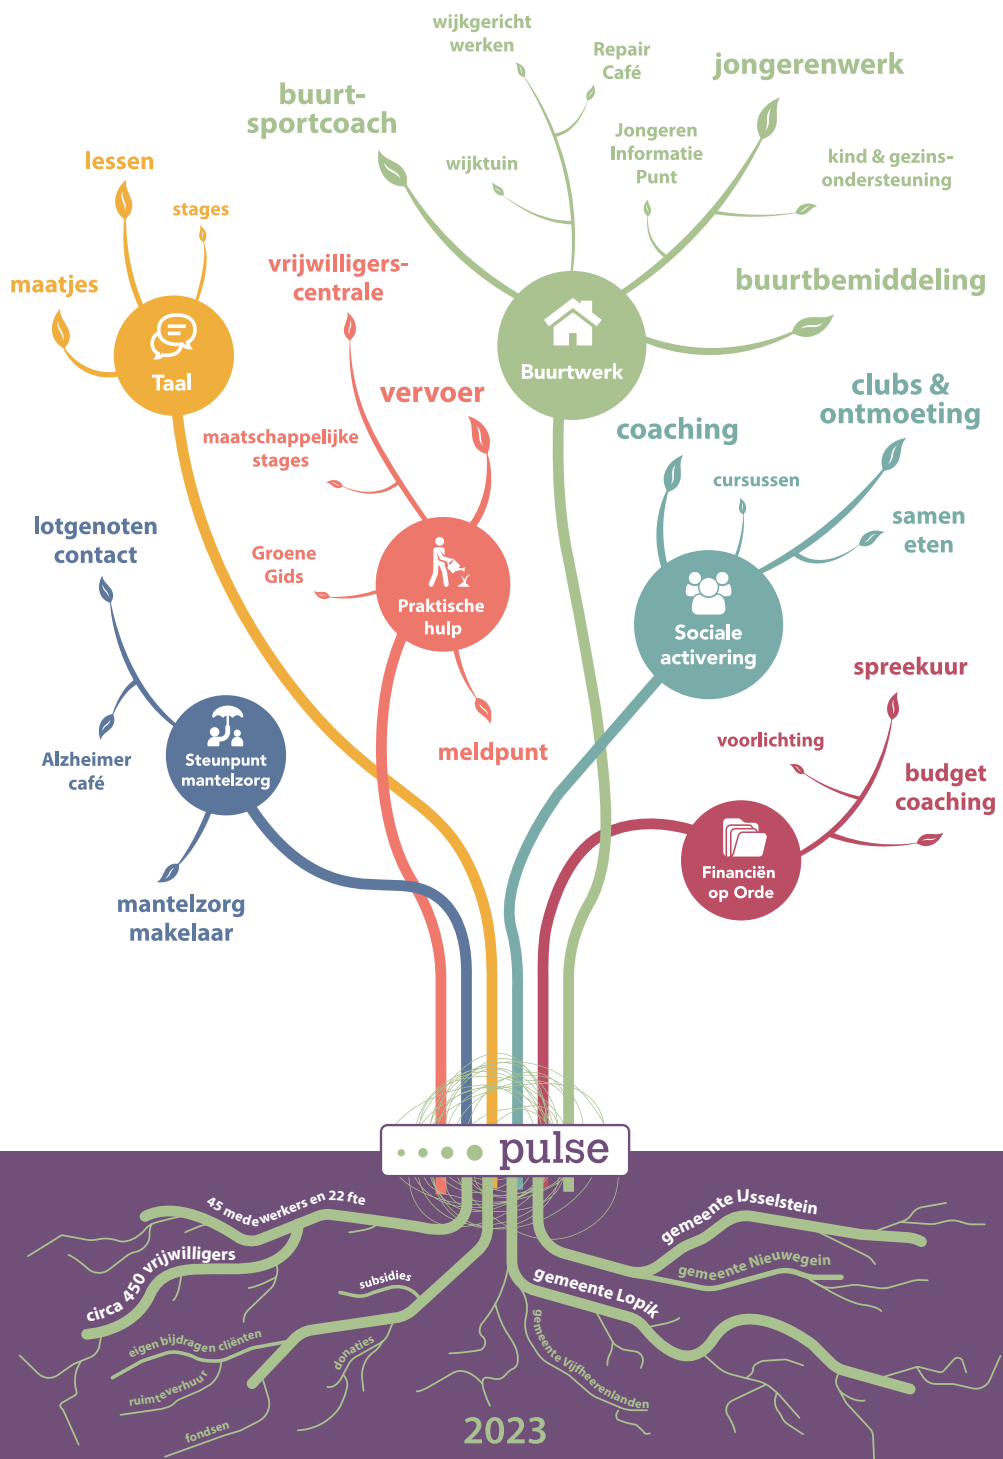 wijkgericht
werken
Repair
Café
jongerenwerk
buurt-
sportcoach
Jongeren
Informatie
Punt
wijktuin
kind & gezins-
ondersteuning
buurtbemiddeling
Buurtwerk
lessen
stages
maatjes
Taal
vrijwilligers-
centrale
vervoer
maatschappelijke
stages
Groene
Gids
Praktische
hulp
meldpunt
clubs &
ontmoeting
coaching
cursussen
samen
eten
Sociale
activering
lotgenoten
contact
Alzheimer
café
Steunpunt
mantelzorg
mantelzorg
makelaar
spreekuur
voorlichting
budget
coaching
Financiën
op Orde
pulse
45 medewerkers en 22 fte
circa 450 vrijwilligers
subsidies
eigen bijdragen cliënten
donaties
ruimteverhuur
fondsen
gemeente IJsselstein
gemeente Nieuwegein
gemeente Lopik
gemeente Vijfheerenlanden
2023